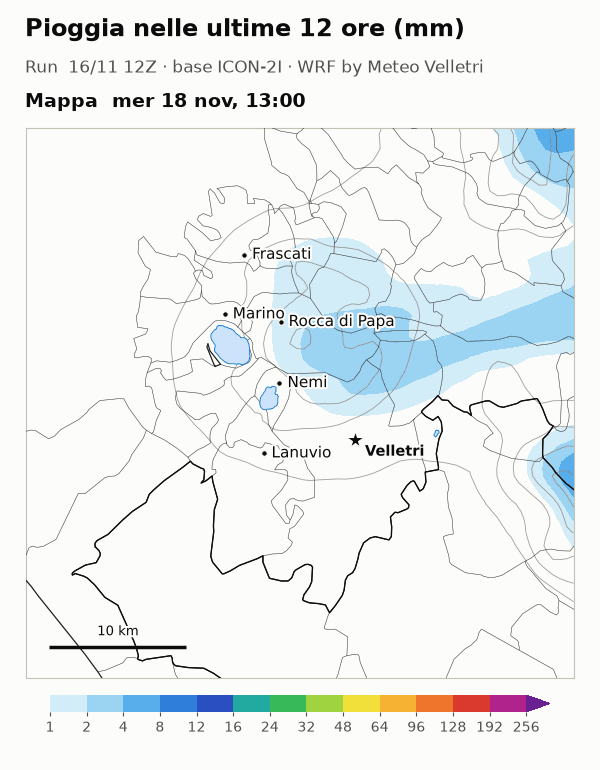 Pioggia nelle ultime 12 ore (mm)
Run  16/11 12Z · base ICON-2I · WRF by Meteo Velletri
Mappa  mer 18 nov, 13:00
Frascati
Marino
Rocca di Papa
Nemi
Velletri
Lanuvio
10 km
1 2 4 8 12 16 24 32 48 64 96 128 192 256